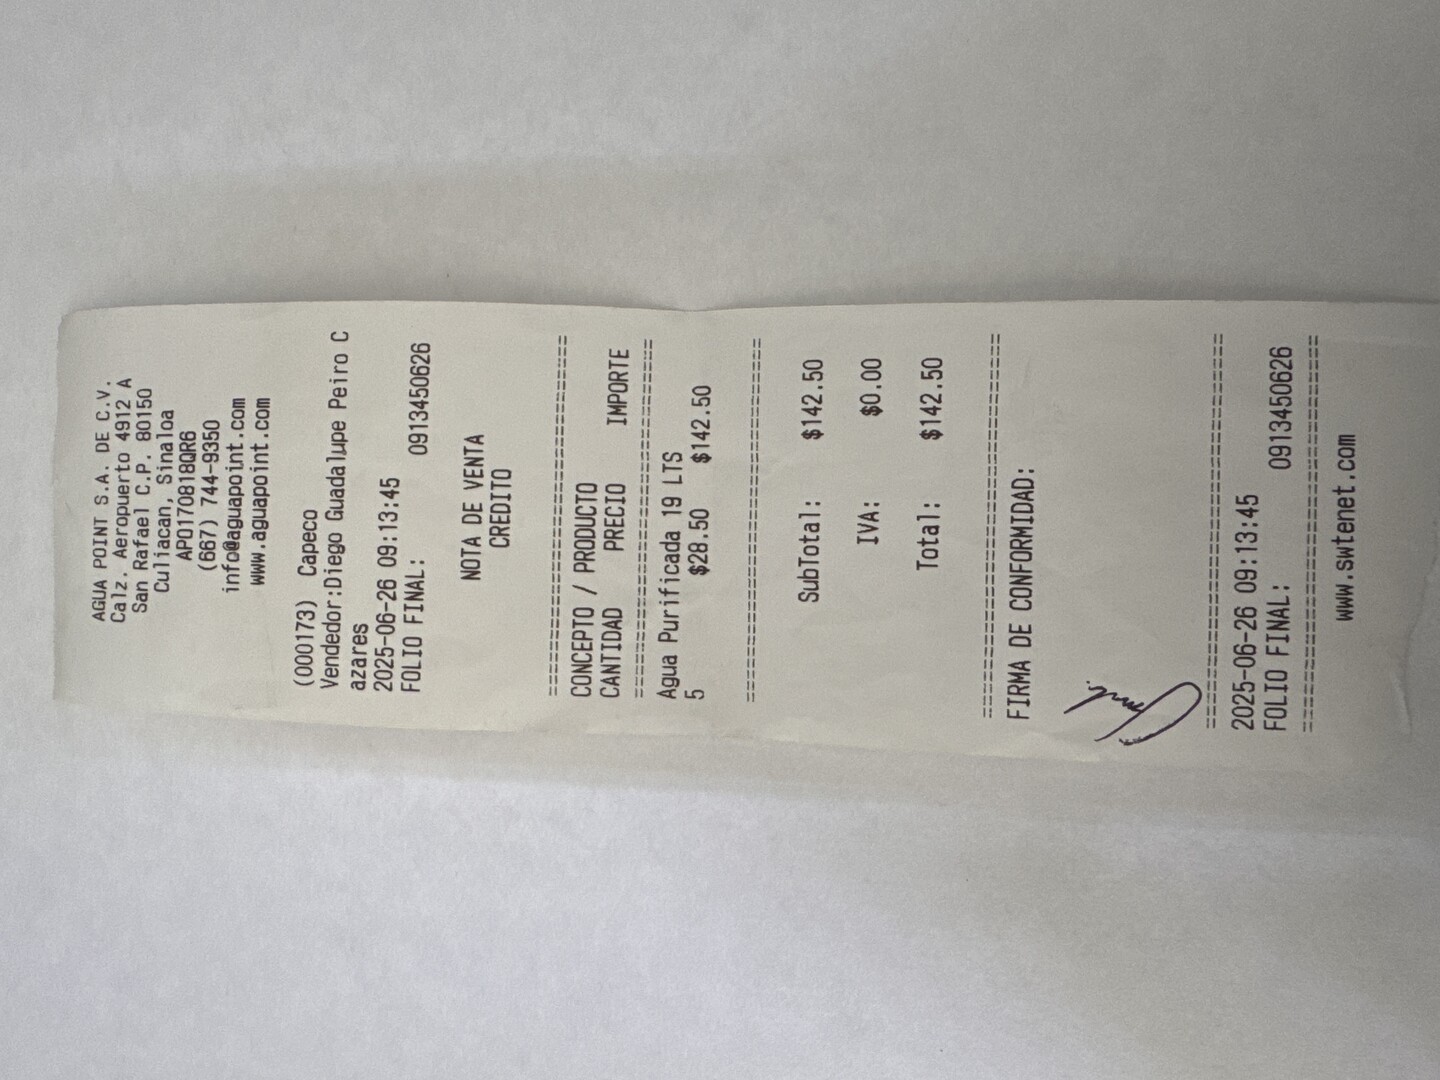 AGUA POINT S.A. DE C.V.
Calz. Aeropuerto 4912 A
San Rafael C.P. 80150
Culiacan, Sinaloa
APO170818QR6
(667) 744-9350
info@aguapoint.com
www.aguapoint.com
(000173) Capeco
Vendedor:Diego Guadalupe Peiro C
azares
2025-06-26 09:13:45
FOLIO FINAL: 0913450626
NOTA DE VENTA
CREDITO
================================
CONCEPTO / PRODUCTO
CANTIDAD PRECIO IMPORTE
================================
Agua Purificada 19 LTS
5 $28.50 $142.50
================================
SubTotal: $142.50
IVA: $0.00
Total: $142.50
================================
FIRMA DE CONFORMIDAD:
================================
2025-06-26 09:13:45
FOLIO FINAL: 0913450626
================================
www.swtenet.com